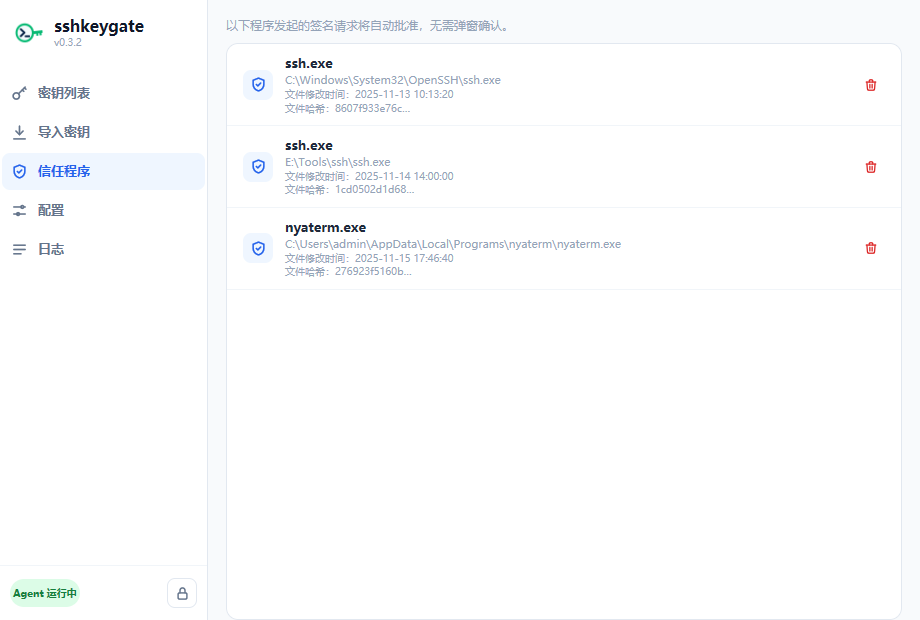 sshkeygate
v0.3.2
密钥列表
导入密钥
信任程序
配置
日志
Agent 运行中
以下程序发起的签名请求将自动批准，无需弹窗确认。
ssh.exe
C:\Windows\System32\OpenSSH\ssh.exe
文件修改时间：2025-11-13 10:13:20
文件哈希：8607f933e76c...
ssh.exe
E:\Tools\ssh\ssh.exe
文件修改时间：2025-11-14 14:00:00
文件哈希：1cd0502d1d68...
nyaterm.exe
C:\Users\admin\AppData\Local\Programs\nyaterm\nyaterm.exe
文件修改时间：2025-11-15 17:46:40
文件哈希：276923f5160b...